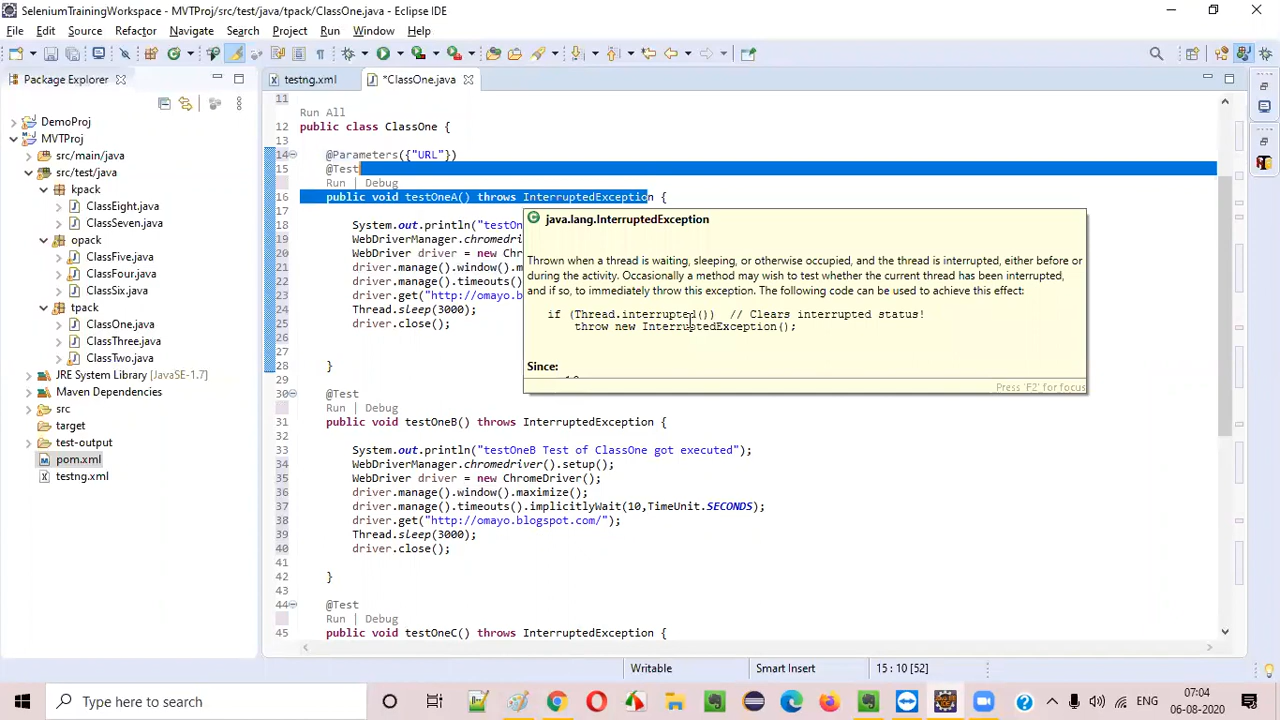 SeleniumTrainingWorkspace - MVTProj/src/test/java/tpack/ClassOne.java - Eclipse IDE
File Edit Source Refactor Navigate Search Project Run Window Help
Package Explorer
testng.xml
*ClassOne.java
DemoProj
MVTProj
src/main/java
src/test/java
kpack
ClassEight.java
ClassSeven.java
opack
ClassFive.java
ClassFour.java
ClassSix.java
tpack
ClassOne.java
ClassThree.java
ClassTwo.java
JRE System Library [JavaSE-1.7]
Maven Dependencies
src
target
test-output
pom.xml
testng.xml
11
Run All
12 public class ClassOne {
13
14 @Parameters({"URL"})
15 @Test
Run | Debug
16 public void testOneA() throws InterruptedException {
17
18 System.out.println("testOn
19 WebDriverManager.chromedri
20 WebDriver driver = new Chr
21 driver.manage().window().m
22 driver.manage().timeouts()
23 driver.get("http://omayo.b
24 Thread.sleep(3000);
25 driver.close();
26
27
28 }
29
30 @Test
Run | Debug
31 public void testOneB() throws InterruptedException {
32
33 System.out.println("testOneB Test of ClassOne got executed");
34 WebDriverManager.chromedriver().setup();
35 WebDriver driver = new ChromeDriver();
36 driver.manage().window().maximize();
37 driver.manage().timeouts().implicitlyWait(10,TimeUnit.SECONDS);
38 driver.get("http://omayo.blogspot.com/");
39 Thread.sleep(3000);
40 driver.close();
41
42 }
43
44 @Test
Run | Debug
45 public void testOneC() throws InterruptedException {
java.lang.InterruptedException
Thrown when a thread is waiting, sleeping, or otherwise occupied, and the thread is interrupted, either before or
during the activity. Occasionally a method may wish to test whether the current thread has been interrupted,
and if so, to immediately throw this exception. The following code can be used to achieve this effect:
if (Thread.interrupted()) // Clears interrupted status!
throw new InterruptedException();
Since:
Press 'F2' for focus
Writable
Smart Insert
15 : 10 [52]
Type here to search
ENG
07:04
06-08-2020